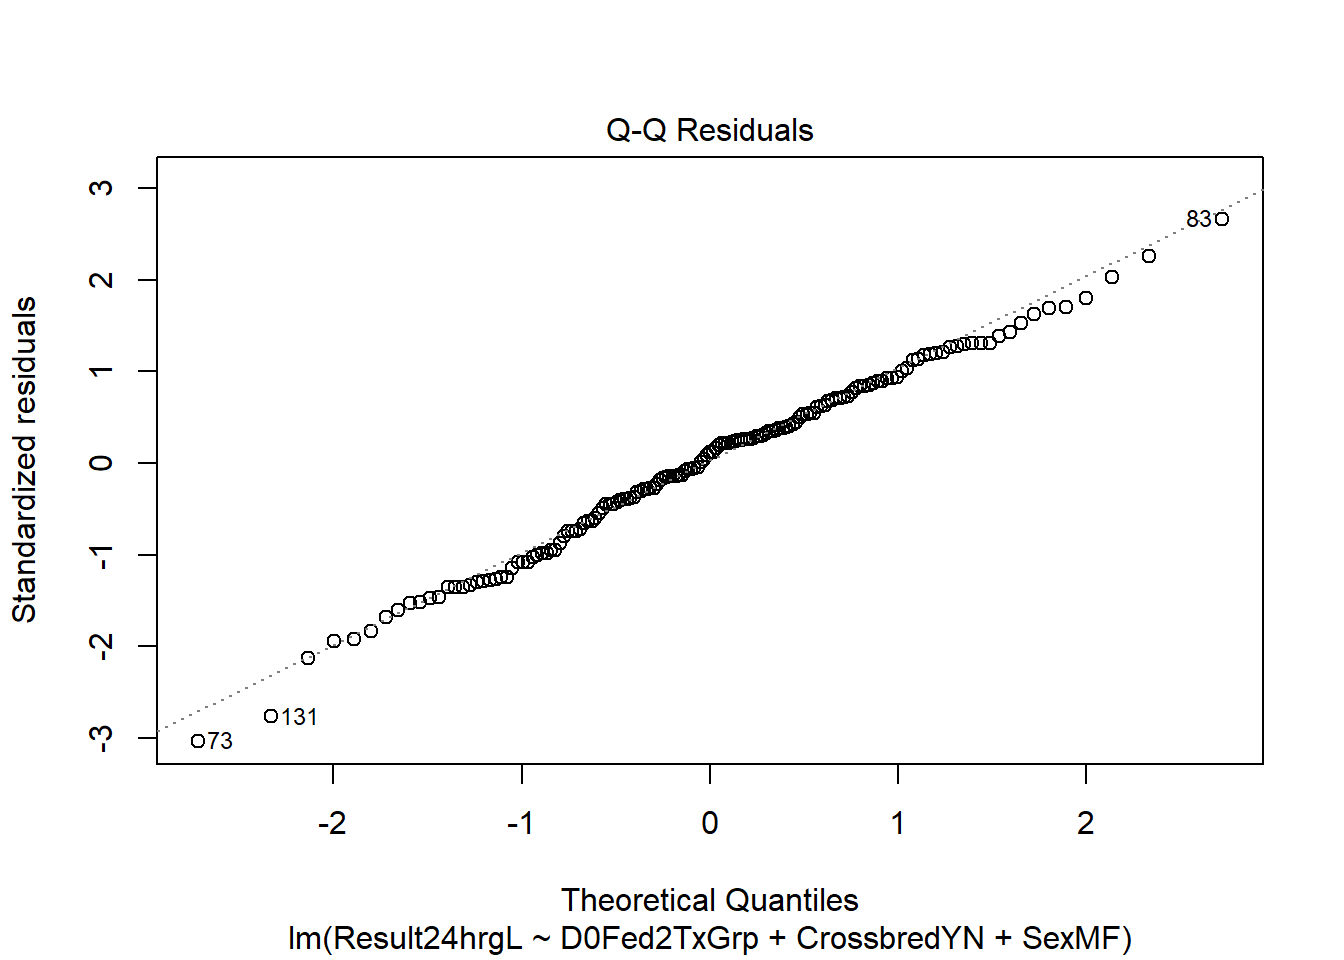 Q-Q Residuals
Standardized residuals
3
2
1
0
-1
-2
-3
83
131
73
-2 -1 0 1 2
Theoretical Quantiles
lm(Result24hrgL ~ D0Fed2TxGrp + CrossbredYN + SexMF)